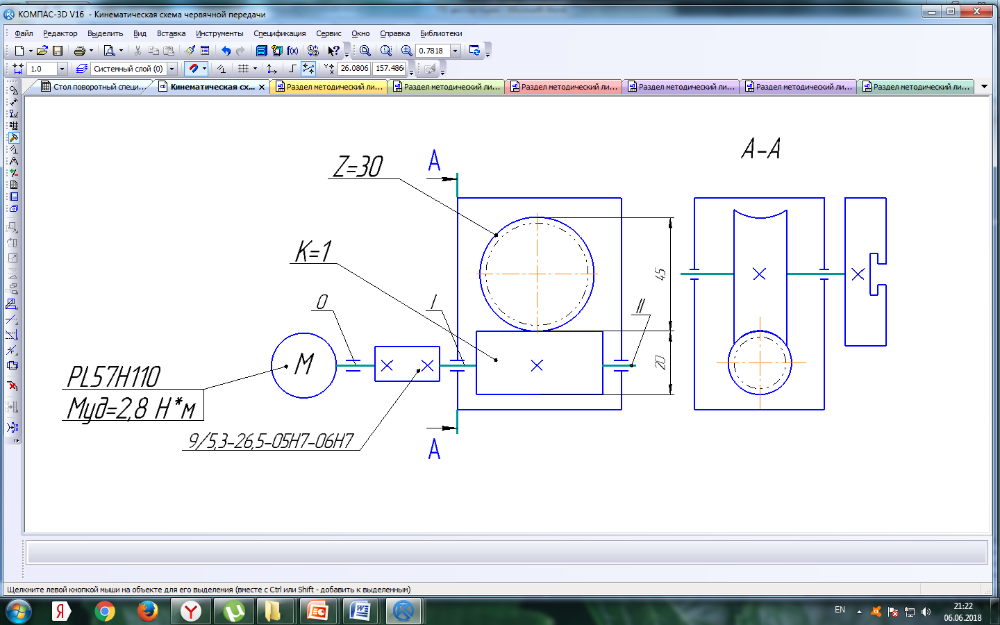 КОМПАС-3D V16 - Кинематическая схема червячной передачи
Файл Редактор Выделить Вид Вставка Инструменты Спецификация Сервис Окно Справка Библиотеки
f(x) 0.7818
1.0 Системный слой (0) 26.0806 157.486
Стол поворотный специ... Кинематическая сх... Раздел методический ли... Раздел методический ли... Раздел методический ли... Раздел методический ли... Раздел методический ли... Раздел методический ли...
A-A
Z=30
A
K=1
45
0
I
II
M
20
PL57H110
Mуд=2,8 H*м
9/5,3-26,5-05H7-06H7
A
Щелкните левой кнопкой мыши на объекте для его выделения (вместе с Ctrl или Shift - добавить к выделенным)
EN
21:22
06.06.2018